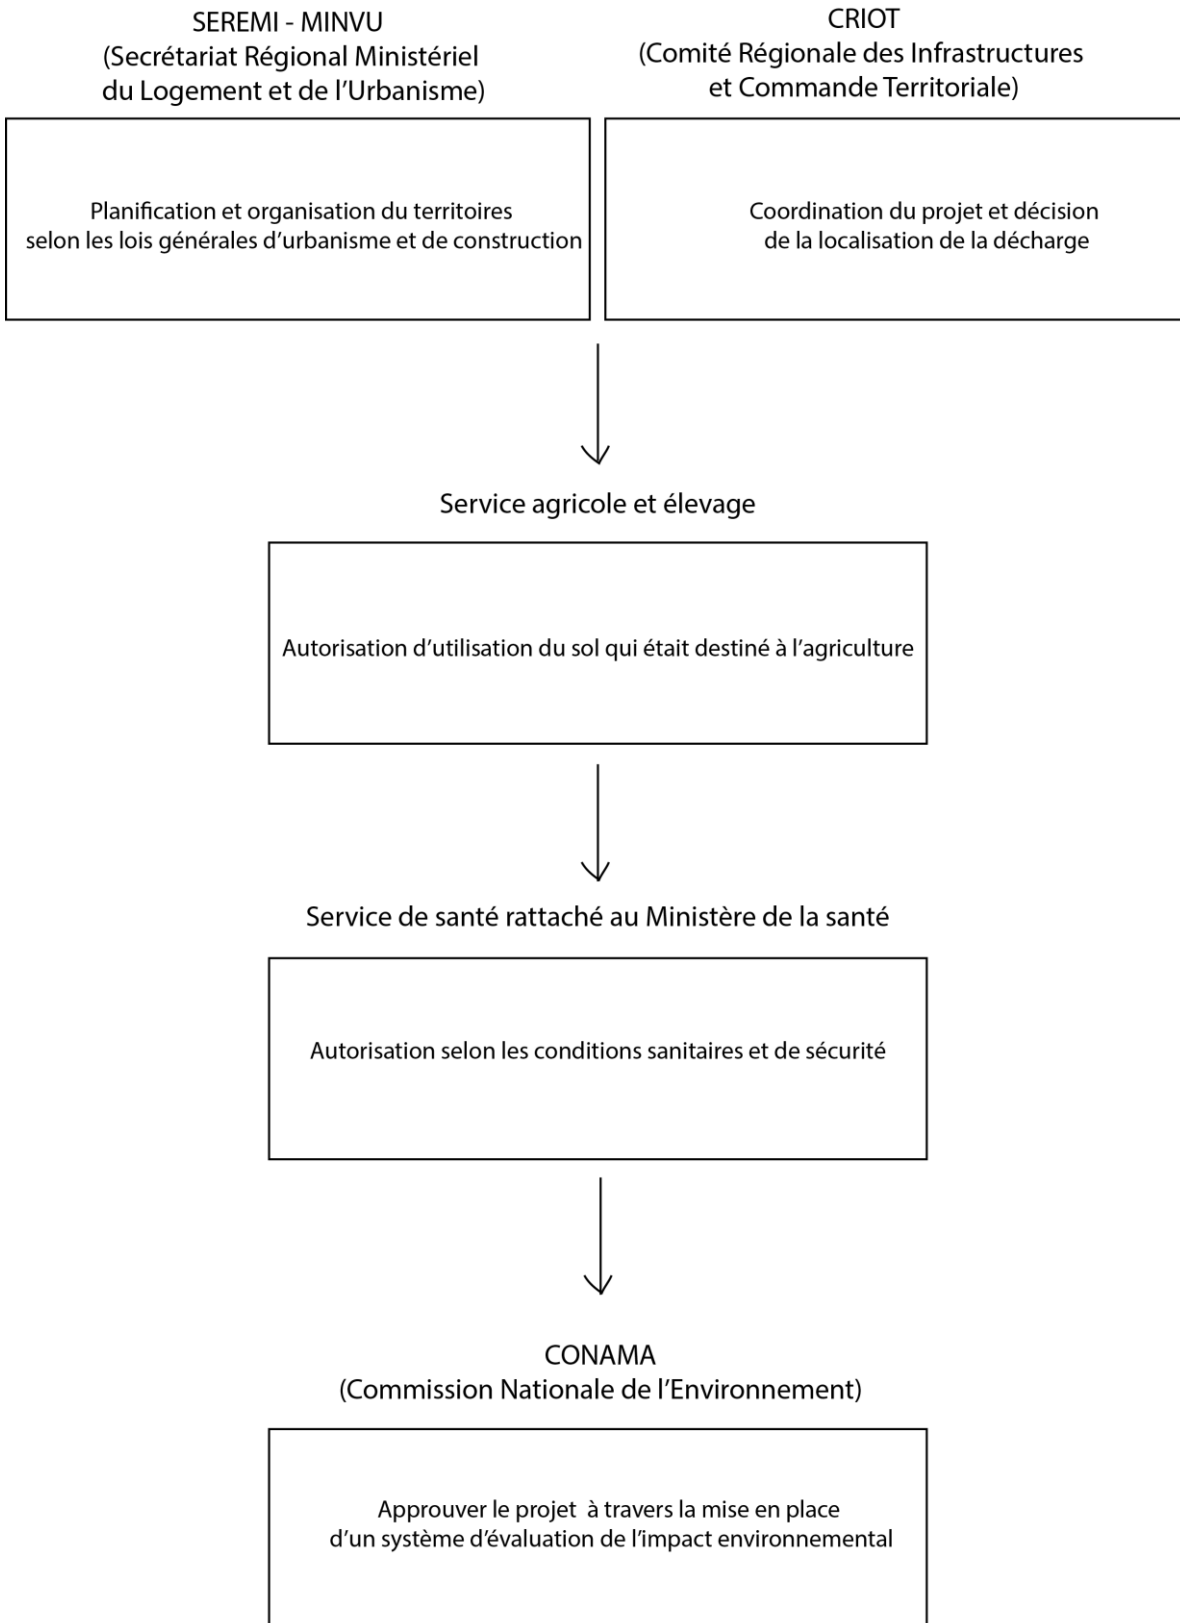 SEREMI - MINVU
(Secrétariat Régional Ministériel
du Logement et de l'Urbanisme)
Planification et organisation du territoires
selon les lois générales d'urbanisme et de construction
CRIOT
(Comité Régionale des Infrastructures
et Commande Territoriale)
Coordination du projet et décision
de la localisation de la décharge
Service agricole et élevage
Autorisation d'utilisation du sol qui était destiné à l'agriculture
Service de santé rattaché au Ministère de la santé
Autorisation selon les conditions sanitaires et de sécurité
CONAMA
(Commission Nationale de l'Environnement)
Approuver le projet à travers la mise en place
d'un système d'évaluation de l'impact environnemental